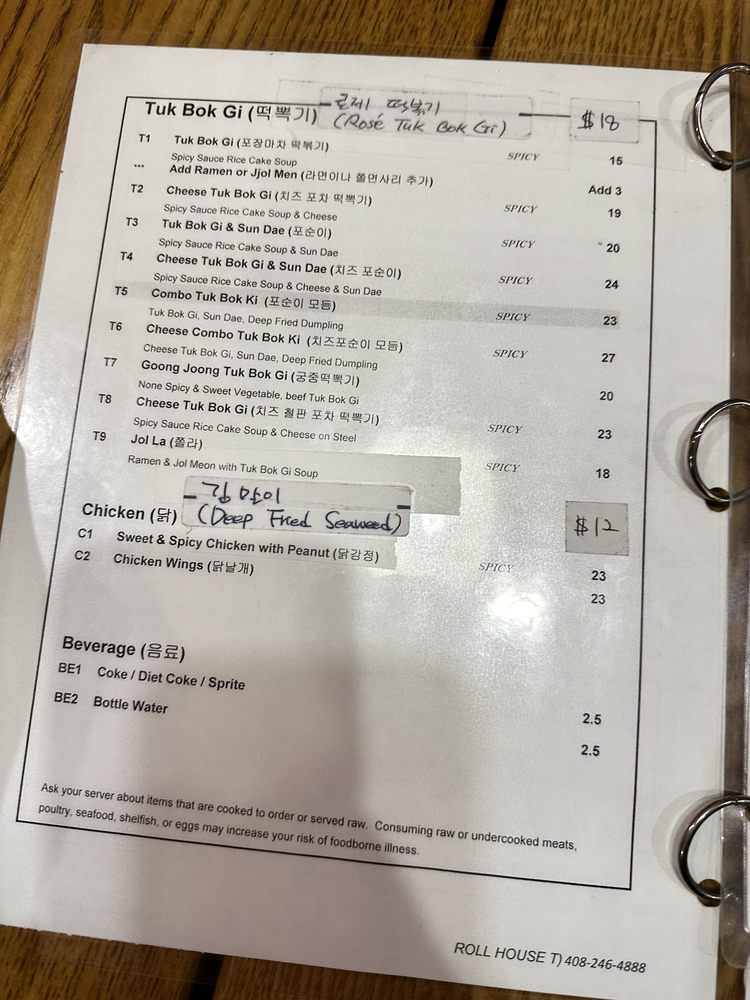 로제 떡볶기
Tuk Bok Gi (떡뽁기) (Rosé Tuk Bok Gi) $18
T1 Tuk Bok Gi (포장마차 떡볶기) SPICY 15
Spicy Sauce Rice Cake Soup
... Add Ramen or Jjol Men (라면이나 쫄면사리 추가) Add 3
T2 Cheese Tuk Bok Gi (치즈 포차 떡뽁기) SPICY 19
Spicy Sauce Rice Cake Soup & Cheese
T3 Tuk Bok Gi & Sun Dae (포순이) SPICY 20
Spicy Sauce Rice Cake Soup & Sun Dae
T4 Cheese Tuk Bok Gi & Sun Dae (치즈 포순이) SPICY 24
Spicy Sauce Rice Cake Soup & Cheese & Sun Dae
T5 Combo Tuk Bok Ki (포순이 모듬) SPICY 23
Tuk Bok Gi, Sun Dae, Deep Fried Dumpling
T6 Cheese Combo Tuk Bok Ki (치즈포순이 모듬) SPICY 27
Cheese Tuk Bok Gi, Sun Dae, Deep Fried Dumpling
T7 Goong Joong Tuk Bok Gi (궁중떡뽁기) 20
None Spicy & Sweet Vegetable, beef Tuk Bok Gi
T8 Cheese Tuk Bok Gi (치즈 철판 포차 떡뽁기) SPICY 23
Spicy Sauce Rice Cake Soup & Cheese on Steel
T9 Jol La (쫄라) SPICY 18
Ramen & Jol Meon with Tuk Bok Gi Soup
김말이
Chicken (닭) (Deep Fried Seaweed) $12
C1 Sweet & Spicy Chicken with Peanut (닭강정) SPICY 23
C2 Chicken Wings (닭날개) 23
Beverage (음료)
BE1 Coke / Diet Coke / Sprite 2.5
BE2 Bottle Water 2.5
Ask your server about items that are cooked to order or served raw. Consuming raw or undercooked meats,
poultry, seafood, shelfish, or eggs may increase your risk of foodborne illness.
ROLL HOUSE T) 408-246-4888